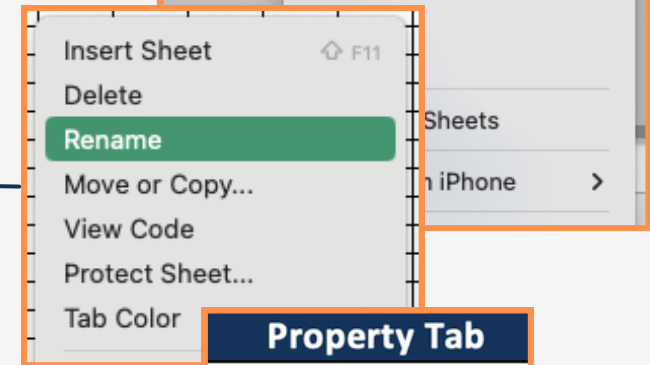 Insert Sheet ⇧ F11
Delete
Rename
Move or Copy...
View Code
Protect Sheet...
Tab Color
Sheets
iPhone
Property Tab